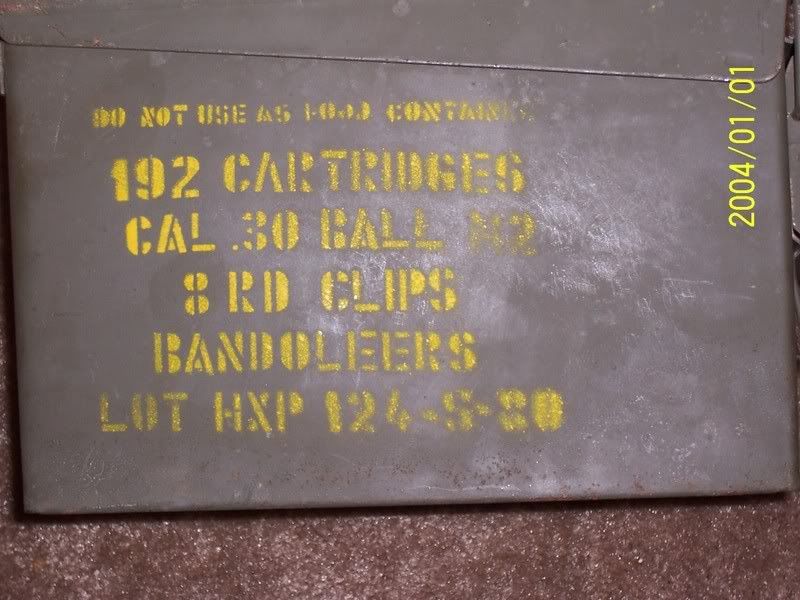 DO NOT USE AS FOOD CONTAINER
192 CARTRIDGES
CAL .30 BALL M2
8 RD CLIPS
BANDOLEERS
LOT HXP 124-S-80
2004/01/01